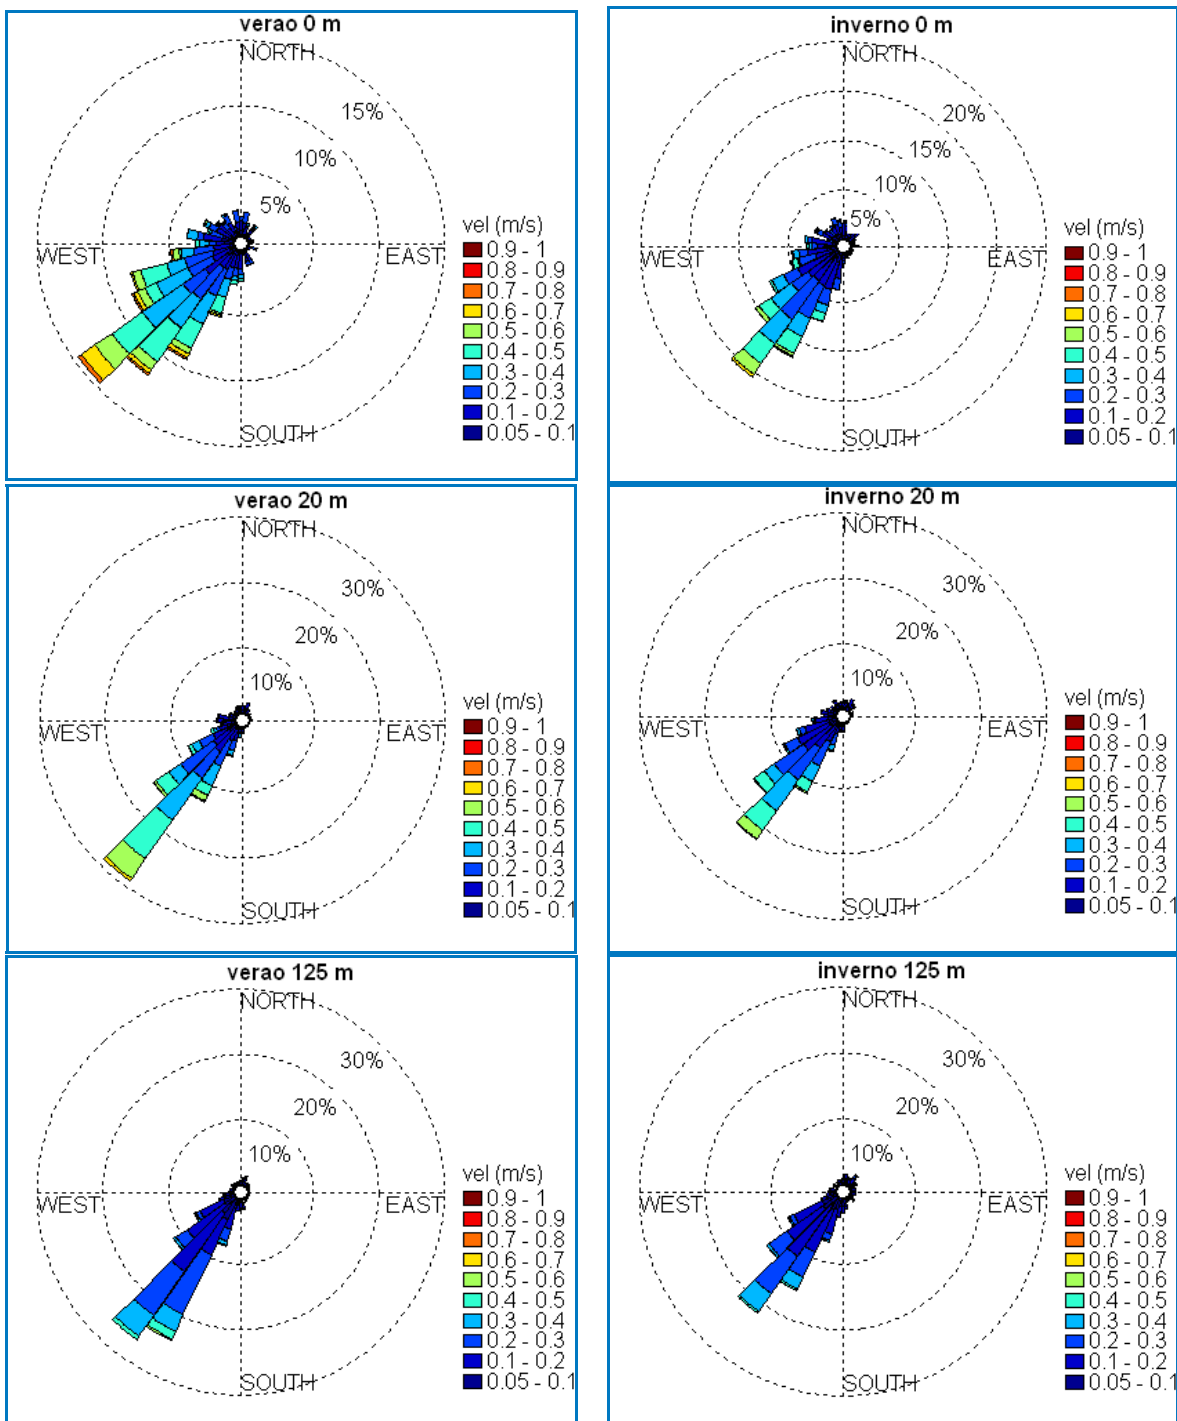 verao 0 m
NORTH
15%
10%
5%
WEST
EAST
SOUTH
vel (m/s)
0.9 - 1
0.8 - 0.9
0.7 - 0.8
0.6 - 0.7
0.5 - 0.6
0.4 - 0.5
0.3 - 0.4
0.2 - 0.3
0.1 - 0.2
0.05 - 0.1
inverno 0 m
NORTH
20%
15%
10%
5%
WEST
EAST
SOUTH
vel (m/s)
0.9 - 1
0.8 - 0.9
0.7 - 0.8
0.6 - 0.7
0.5 - 0.6
0.4 - 0.5
0.3 - 0.4
0.2 - 0.3
0.1 - 0.2
0.05 - 0.1
verao 20 m
NORTH
30%
20%
10%
WEST
EAST
SOUTH
vel (m/s)
0.9 - 1
0.8 - 0.9
0.7 - 0.8
0.6 - 0.7
0.5 - 0.6
0.4 - 0.5
0.3 - 0.4
0.2 - 0.3
0.1 - 0.2
0.05 - 0.1
inverno 20 m
NORTH
30%
20%
10%
WEST
EAST
SOUTH
vel (m/s)
0.9 - 1
0.8 - 0.9
0.7 - 0.8
0.6 - 0.7
0.5 - 0.6
0.4 - 0.5
0.3 - 0.4
0.2 - 0.3
0.1 - 0.2
0.05 - 0.1
verao 125 m
NORTH
30%
20%
10%
WEST
EAST
SOUTH
vel (m/s)
0.9 - 1
0.8 - 0.9
0.7 - 0.8
0.6 - 0.7
0.5 - 0.6
0.4 - 0.5
0.3 - 0.4
0.2 - 0.3
0.1 - 0.2
0.05 - 0.1
inverno 125 m
NORTH
30%
20%
10%
WEST
EAST
SOUTH
vel (m/s)
0.9 - 1
0.8 - 0.9
0.7 - 0.8
0.6 - 0.7
0.5 - 0.6
0.4 - 0.5
0.3 - 0.4
0.2 - 0.3
0.1 - 0.2
0.05 - 0.1